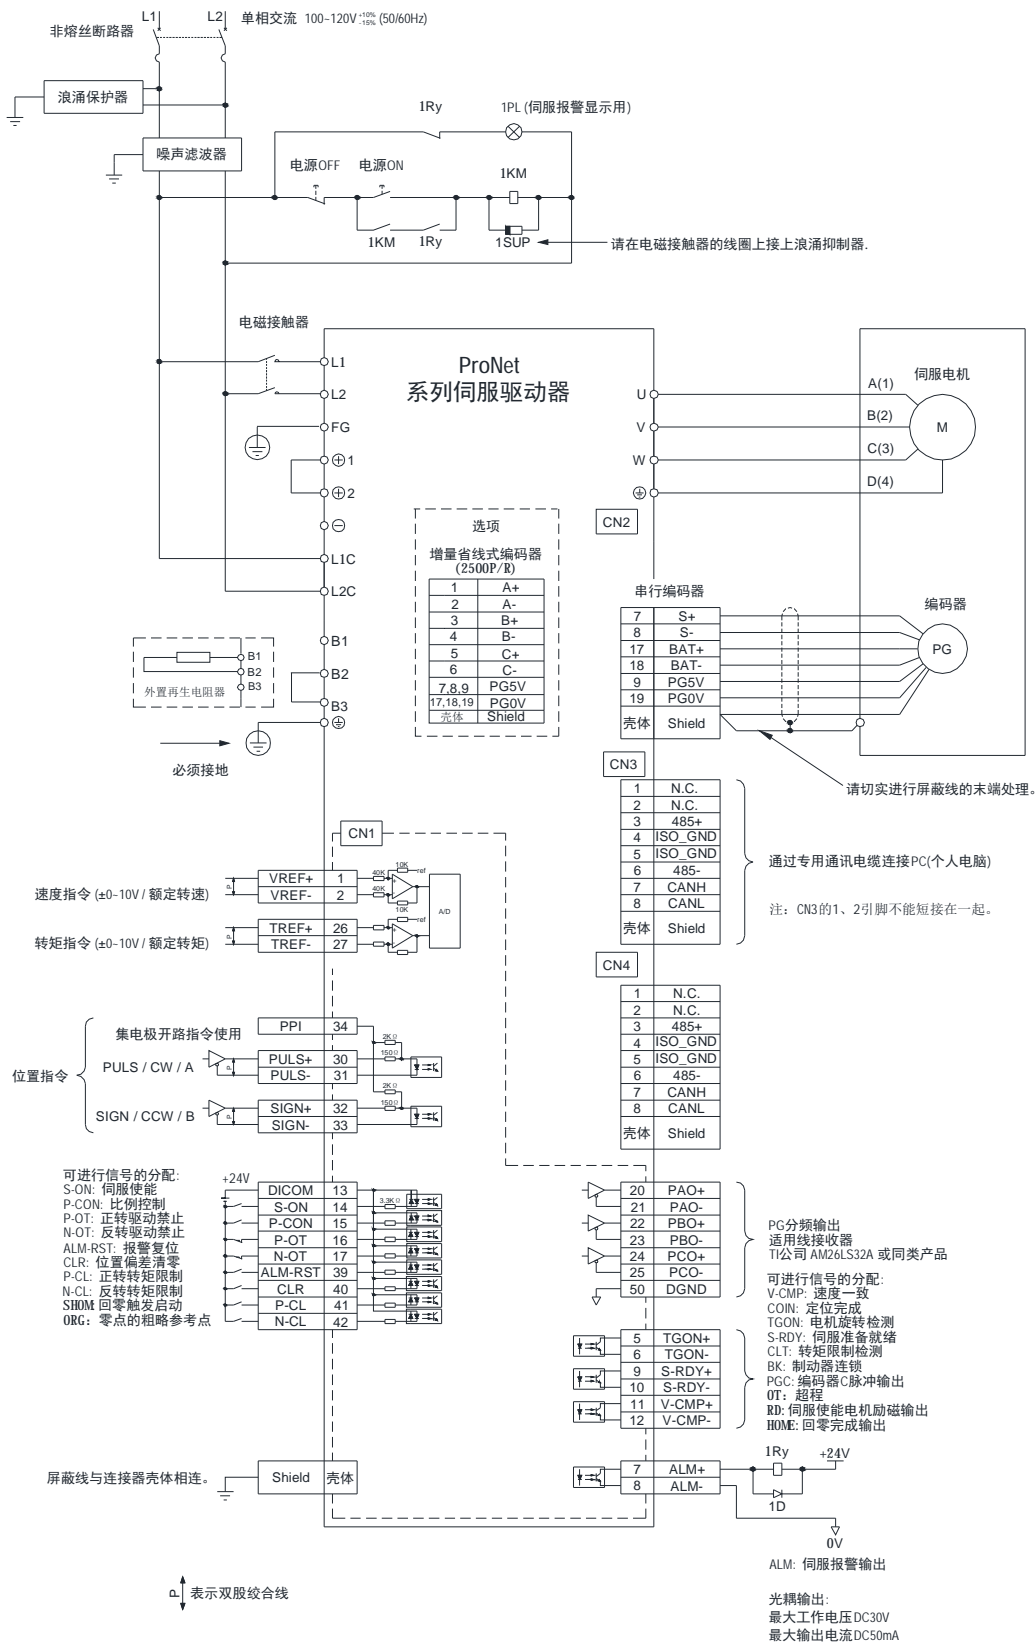 L1 L2 单相交流 100~120V +10% -15% (50/60Hz)
非熔丝断路器
浪涌保护器
噪声滤波器
1Ry 1PL (伺服报警显示用)
电源OFF 电源ON 1KM
1KM 1Ry 1SUP 请在电磁接触器的线圈上接上浪涌抑制器.
电磁接触器
ProNet
系列伺服驱动器
L1
L2
FG
1
2
L1C
L2C
B1
B2
B3
B1
B2
B3
外置再生电阻器
必须接地
U
V
W
A(1)
B(2)
C(3)
D(4)
伺服电机
M
CN2
选项
增量省线式编码器
(2500P/R)
1 A+
2 A-
3 B+
4 B-
5 C+
6 C-
7,8,9 PG5V
17,18,19 PG0V
壳体 Shield
串行编码器
7 S+
8 S-
17 BAT+
18 BAT-
9 PG5V
19 PG0V
壳体 Shield
编码器
PG
请切实进行屏蔽线的末端处理。
CN3
1 N.C.
2 N.C.
3 485+
4 ISO_GND
5 ISO_GND
6 485-
7 CANH
8 CANL
壳体 Shield
通过专用通讯电缆连接PC(个人电脑)
注：CN3的1、2引脚不能短接在一起。
CN4
1 N.C.
2 N.C.
3 485+
4 ISO_GND
5 ISO_GND
6 485-
7 CANH
8 CANL
壳体 Shield
CN1
速度指令 (±0~10V / 额定转速)
P
VREF+ 1
VREF- 2
40K
40K
10K
10K
ref
A/D
转矩指令 (±0~10V / 额定转矩)
P
TREF+ 26
TREF- 27
ref
位置指令
集电极开路指令使用
PPI 34
PULS / CW / A
P
PULS+ 30
PULS- 31
2KΩ
150Ω
SIGN / CCW / B
P
SIGN+ 32
SIGN- 33
2KΩ
150Ω
可进行信号的分配:
S-ON: 伺服使能
P-CON: 比例控制
P-OT: 正转驱动禁止
N-OT: 反转驱动禁止
ALM-RST: 报警复位
CLR: 位置偏差清零
P-CL: 正转转矩限制
N-CL: 反转转矩限制
SHOM:回零触发启动
ORG：零点的粗略参考点
+24V
3.3KΩ
DICOM 13
S-ON 14
P-CON 15
P-OT 16
N-OT 17
ALM-RST 39
CLR 40
P-CL 41
N-CL 42
屏蔽线与连接器壳体相连。
Shield 壳体
20 PAO+
21 PAO-
22 PBO+
23 PBO-
24 PCO+
25 PCO-
50 DGND
PG分频输出
适用线接收器
TI公司 AM26LS32A 或同类产品
5 TGON+
6 TGON-
9 S-RDY+
10 S-RDY-
11 V-CMP+
12 V-CMP-
可进行信号的分配:
V-CMP: 速度一致
COIN: 定位完成
TGON: 电机旋转检测
S-RDY: 伺服准备就绪
CLT: 转矩限制检测
BK: 制动器连锁
PGC: 编码器C脉冲输出
OT：超程
RD:伺服使能电机励磁输出
HOME:回零完成输出
7 ALM+
8 ALM-
1Ry +24V
1D
0V
ALM: 伺服报警输出
光耦输出:
最大工作电压DC30V
最大输出电流DC50mA
P 表示双股绞合线